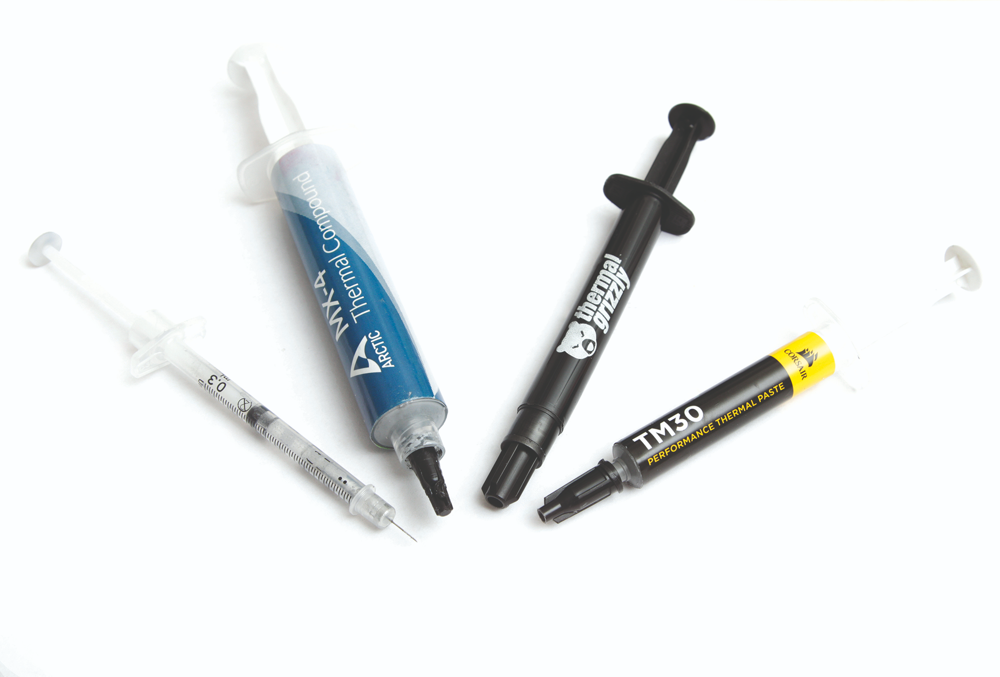 0.3
mL
MX-4
Thermal Compound
ARCTIC
thermal
grizzly
CORSAIR
TM30
PERFORMANCE THERMAL PASTE